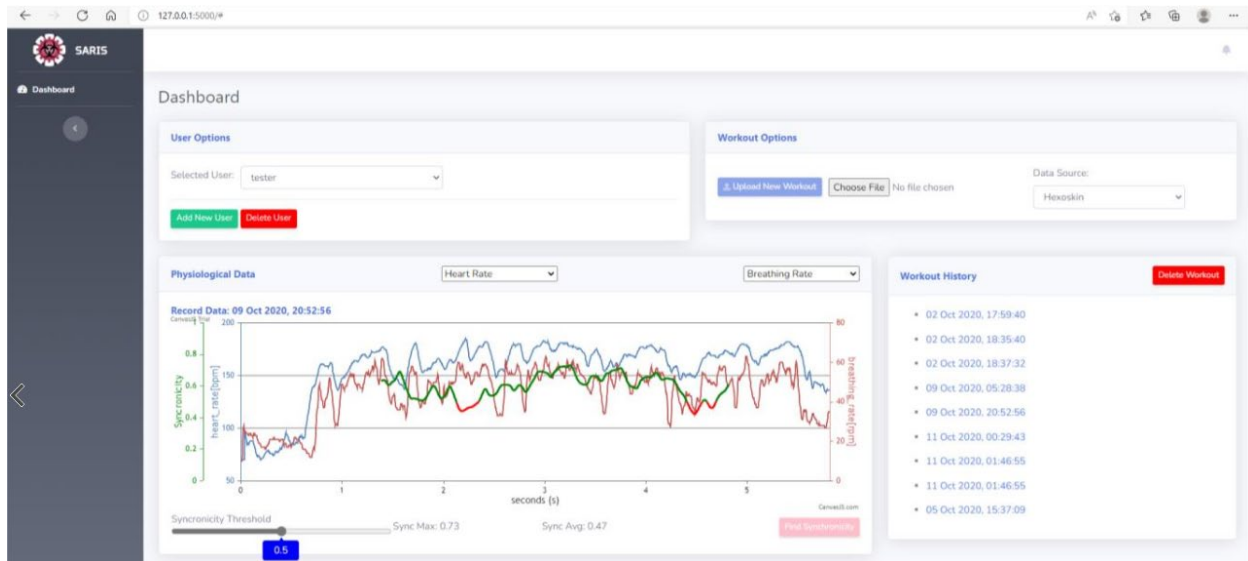 127.0.0.1:5000/#
SARIS
Dashboard
Dashboard
User Options
Selected User: tester
Add New User Delete User
Workout Options
Upload New Workout Choose File No file chosen
Data Source:
Hexoskin
Physiological Data Heart Rate Breathing Rate
Record Data: 09 Oct 2020, 20:52:56
CanvasJS Trial
1
0.8
0.6
0.4
0.2
0
Syncronicity
200
150
100
50
heart_rate[bpm]
80
60
40
20
0
breathing_rate[rpm]
0 1 2 3 4 5
seconds (s)
CanvasJS.com
Syncronicity Threshold
0.5
Sync Max: 0.73 Sync Avg: 0.47
Find Synchronicity
Workout History Delete Workout
02 Oct 2020, 17:59:40
02 Oct 2020, 18:35:40
02 Oct 2020, 18:37:32
09 Oct 2020, 05:28:38
09 Oct 2020, 20:52:56
11 Oct 2020, 00:29:43
11 Oct 2020, 01:46:55
11 Oct 2020, 01:46:55
05 Oct 2020, 15:37:09